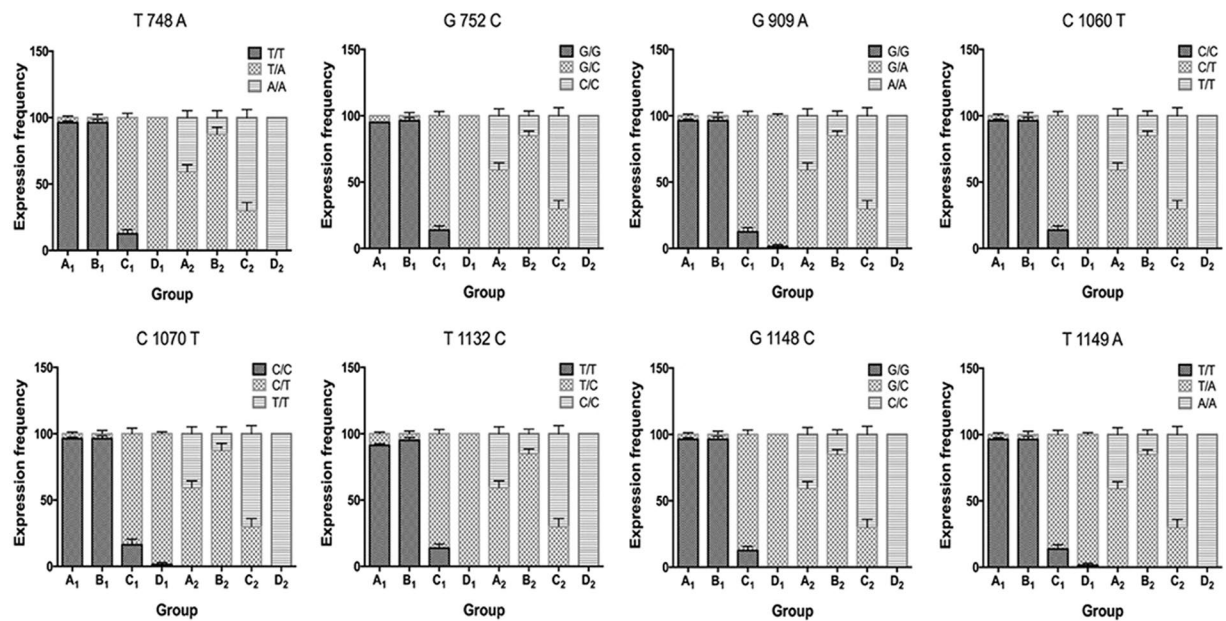 T 748 A
G 752 C
G 909 A
C 1060 T
Expression frequency
150
100
50
0
T/T
T/A
A/A
A1 B1 C1 D1 A2 B2 C2 D2
Group
Expression frequency
150
100
50
0
G/G
G/C
C/C
A1 B1 C1 D1 A2 B2 C2 D2
Group
Expression frequency
150
100
50
0
G/G
G/A
A/A
A1 B1 C1 D1 A2 B2 C2 D2
Group
Expression frequency
150
100
50
0
C/C
C/T
T/T
A1 B1 C1 D1 A2 B2 C2 D2
Group
C 1070 T
T 1132 C
G 1148 C
T 1149 A
Expression frequency
150
100
50
0
C/C
C/T
T/T
A1 B1 C1 D1 A2 B2 C2 D2
Group
Expression frequency
150
100
50
0
T/T
T/C
C/C
A1 B1 C1 D1 A2 B2 C2 D2
Group
Expression frequency
150
100
50
0
G/G
G/C
C/C
A1 B1 C1 D1 A2 B2 C2 D2
Group
Expression frequency
150
100
50
0
T/T
T/A
A/A
A1 B1 C1 D1 A2 B2 C2 D2
Group